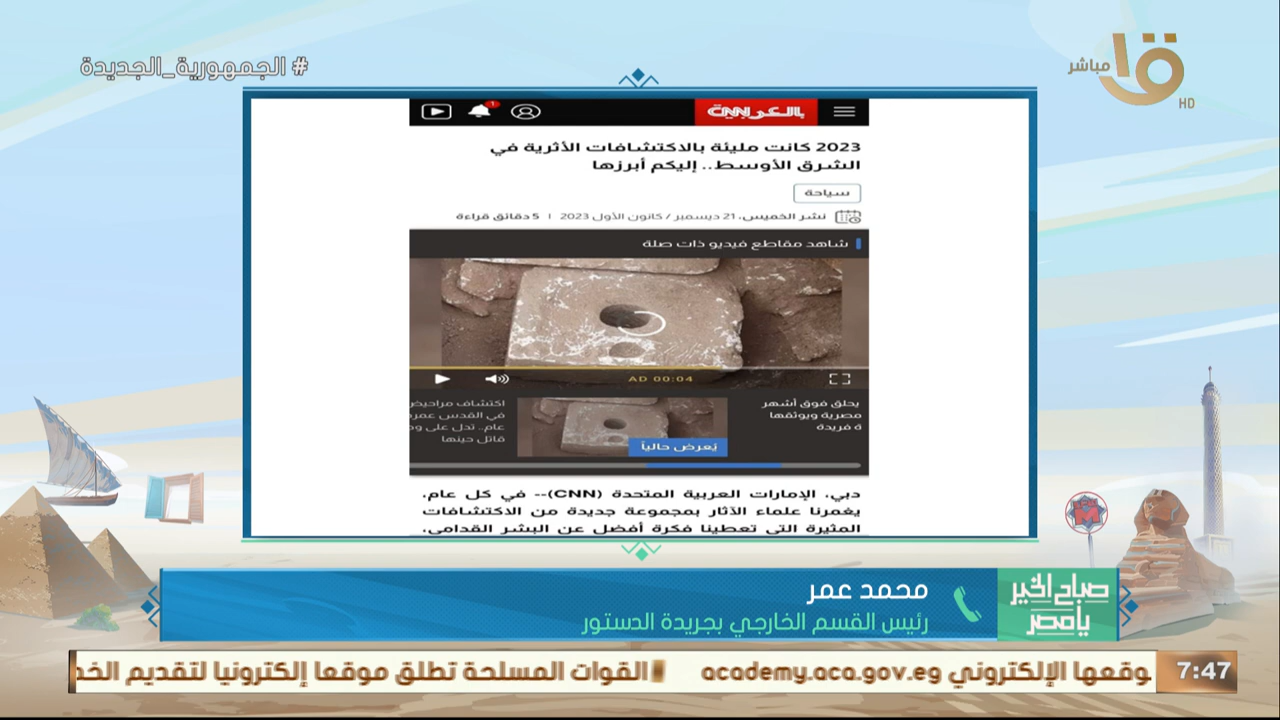 # الجمهورية_الجديدة
مباشر
HD
بالعربية CNN
1
2023 كانت مليئة بالاكتشافات الأثرية في
الشرق الأوسط.. إليكم أبرزها
سياحة
نشر الخميس، 21 ديسمبر / كانون الأول 2023 | 5 دقائق قراءة
شاهد مقاطع فيديو ذات صلة
AD 00:04
يحلق فوق أشهر
مصرية ويوثقها
ة فريدة
يُعرض حالياً
اكتشاف مراحيض
في القدس عمره
عام.. تدل على
قاتل حينها
دبي، الإمارات العربية المتحدة (CNN)-- في كل عام،
يغمرنا علماء الآثار بمجموعة جديدة من الاكتشافات
المثيرة التي تعطينا فكرة أفضل عن البشر القدامى.
صباح الخير
يا مصر
محمد عمر
رئيس القسم الخارجي بجريدة الدستور
7:47
وقعها الإلكتروني academy.aca.gov.eg
القوات المسلحة تطلق موقعا إلكترونيا لتقديم